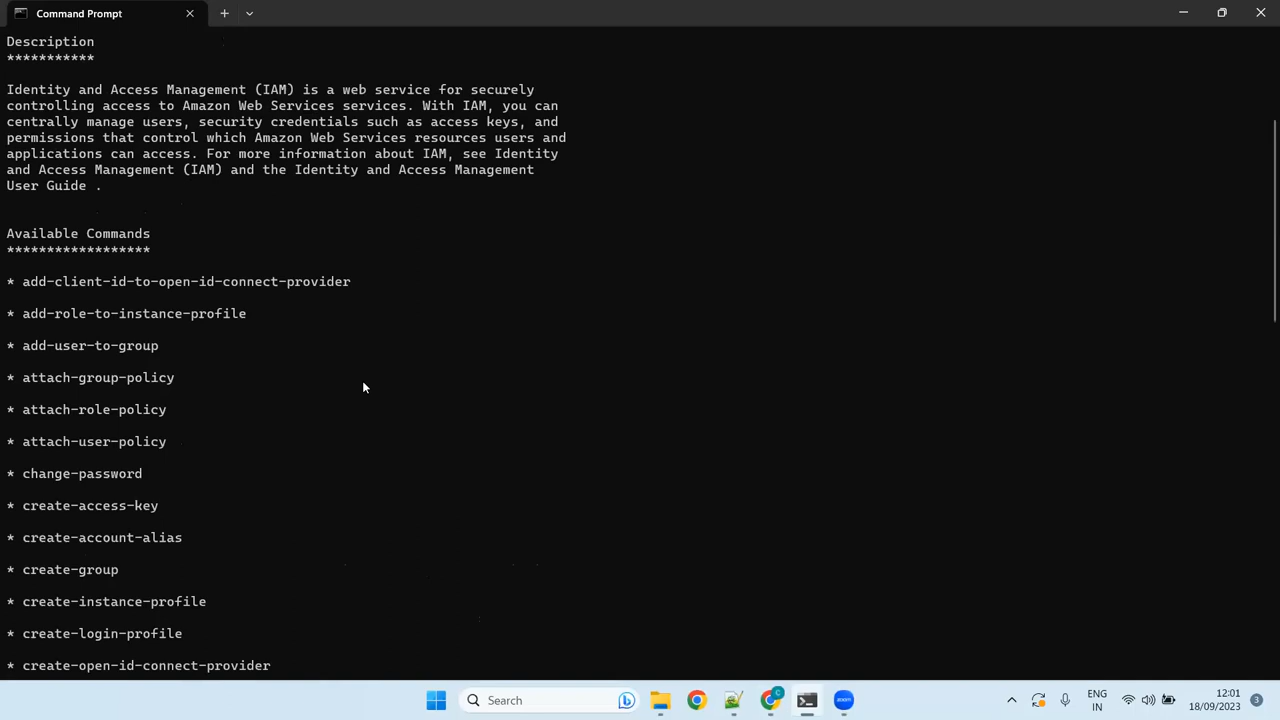 Command Prompt
Description
***********
Identity and Access Management (IAM) is a web service for securely
controlling access to Amazon Web Services services. With IAM, you can
centrally manage users, security credentials such as access keys, and
permissions that control which Amazon Web Services resources users and
applications can access. For more information about IAM, see Identity
and Access Management (IAM) and the Identity and Access Management
User Guide .
Available Commands
******************
* add-client-id-to-open-id-connect-provider
* add-role-to-instance-profile
* add-user-to-group
* attach-group-policy
* attach-role-policy
* attach-user-policy
* change-password
* create-access-key
* create-account-alias
* create-group
* create-instance-profile
* create-login-profile
* create-open-id-connect-provider
Search
zoom
ENG
IN
12:01
18/09/2023
3